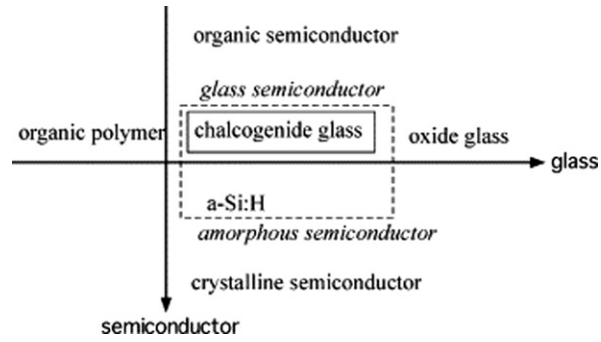 organic semiconductor
glass semiconductor
organic polymer
chalcogenide glass
oxide glass
glass
a-Si:H
amorphous semiconductor
crystalline semiconductor
semiconductor